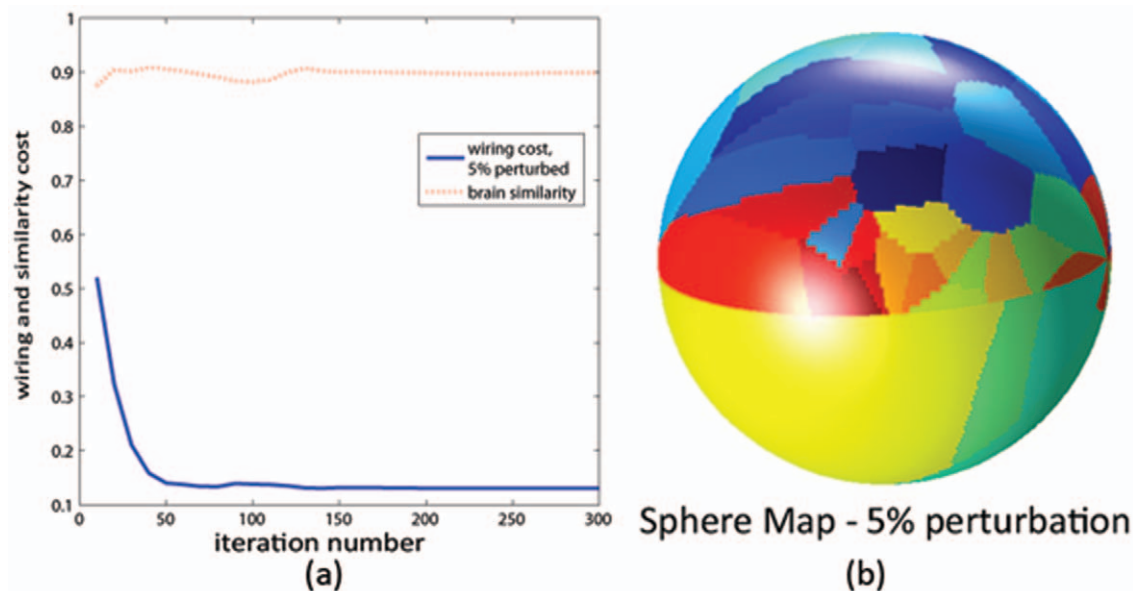 1
0.9
0.8
0.7
0.6
0.5
0.4
0.3
0.2
0.1
wiring and similarity cost
wiring cost,
5% perturbed
brain similarity
0 50 100 150 200 250 300
iteration number
(a)
Sphere Map - 5% perturbation
(b)